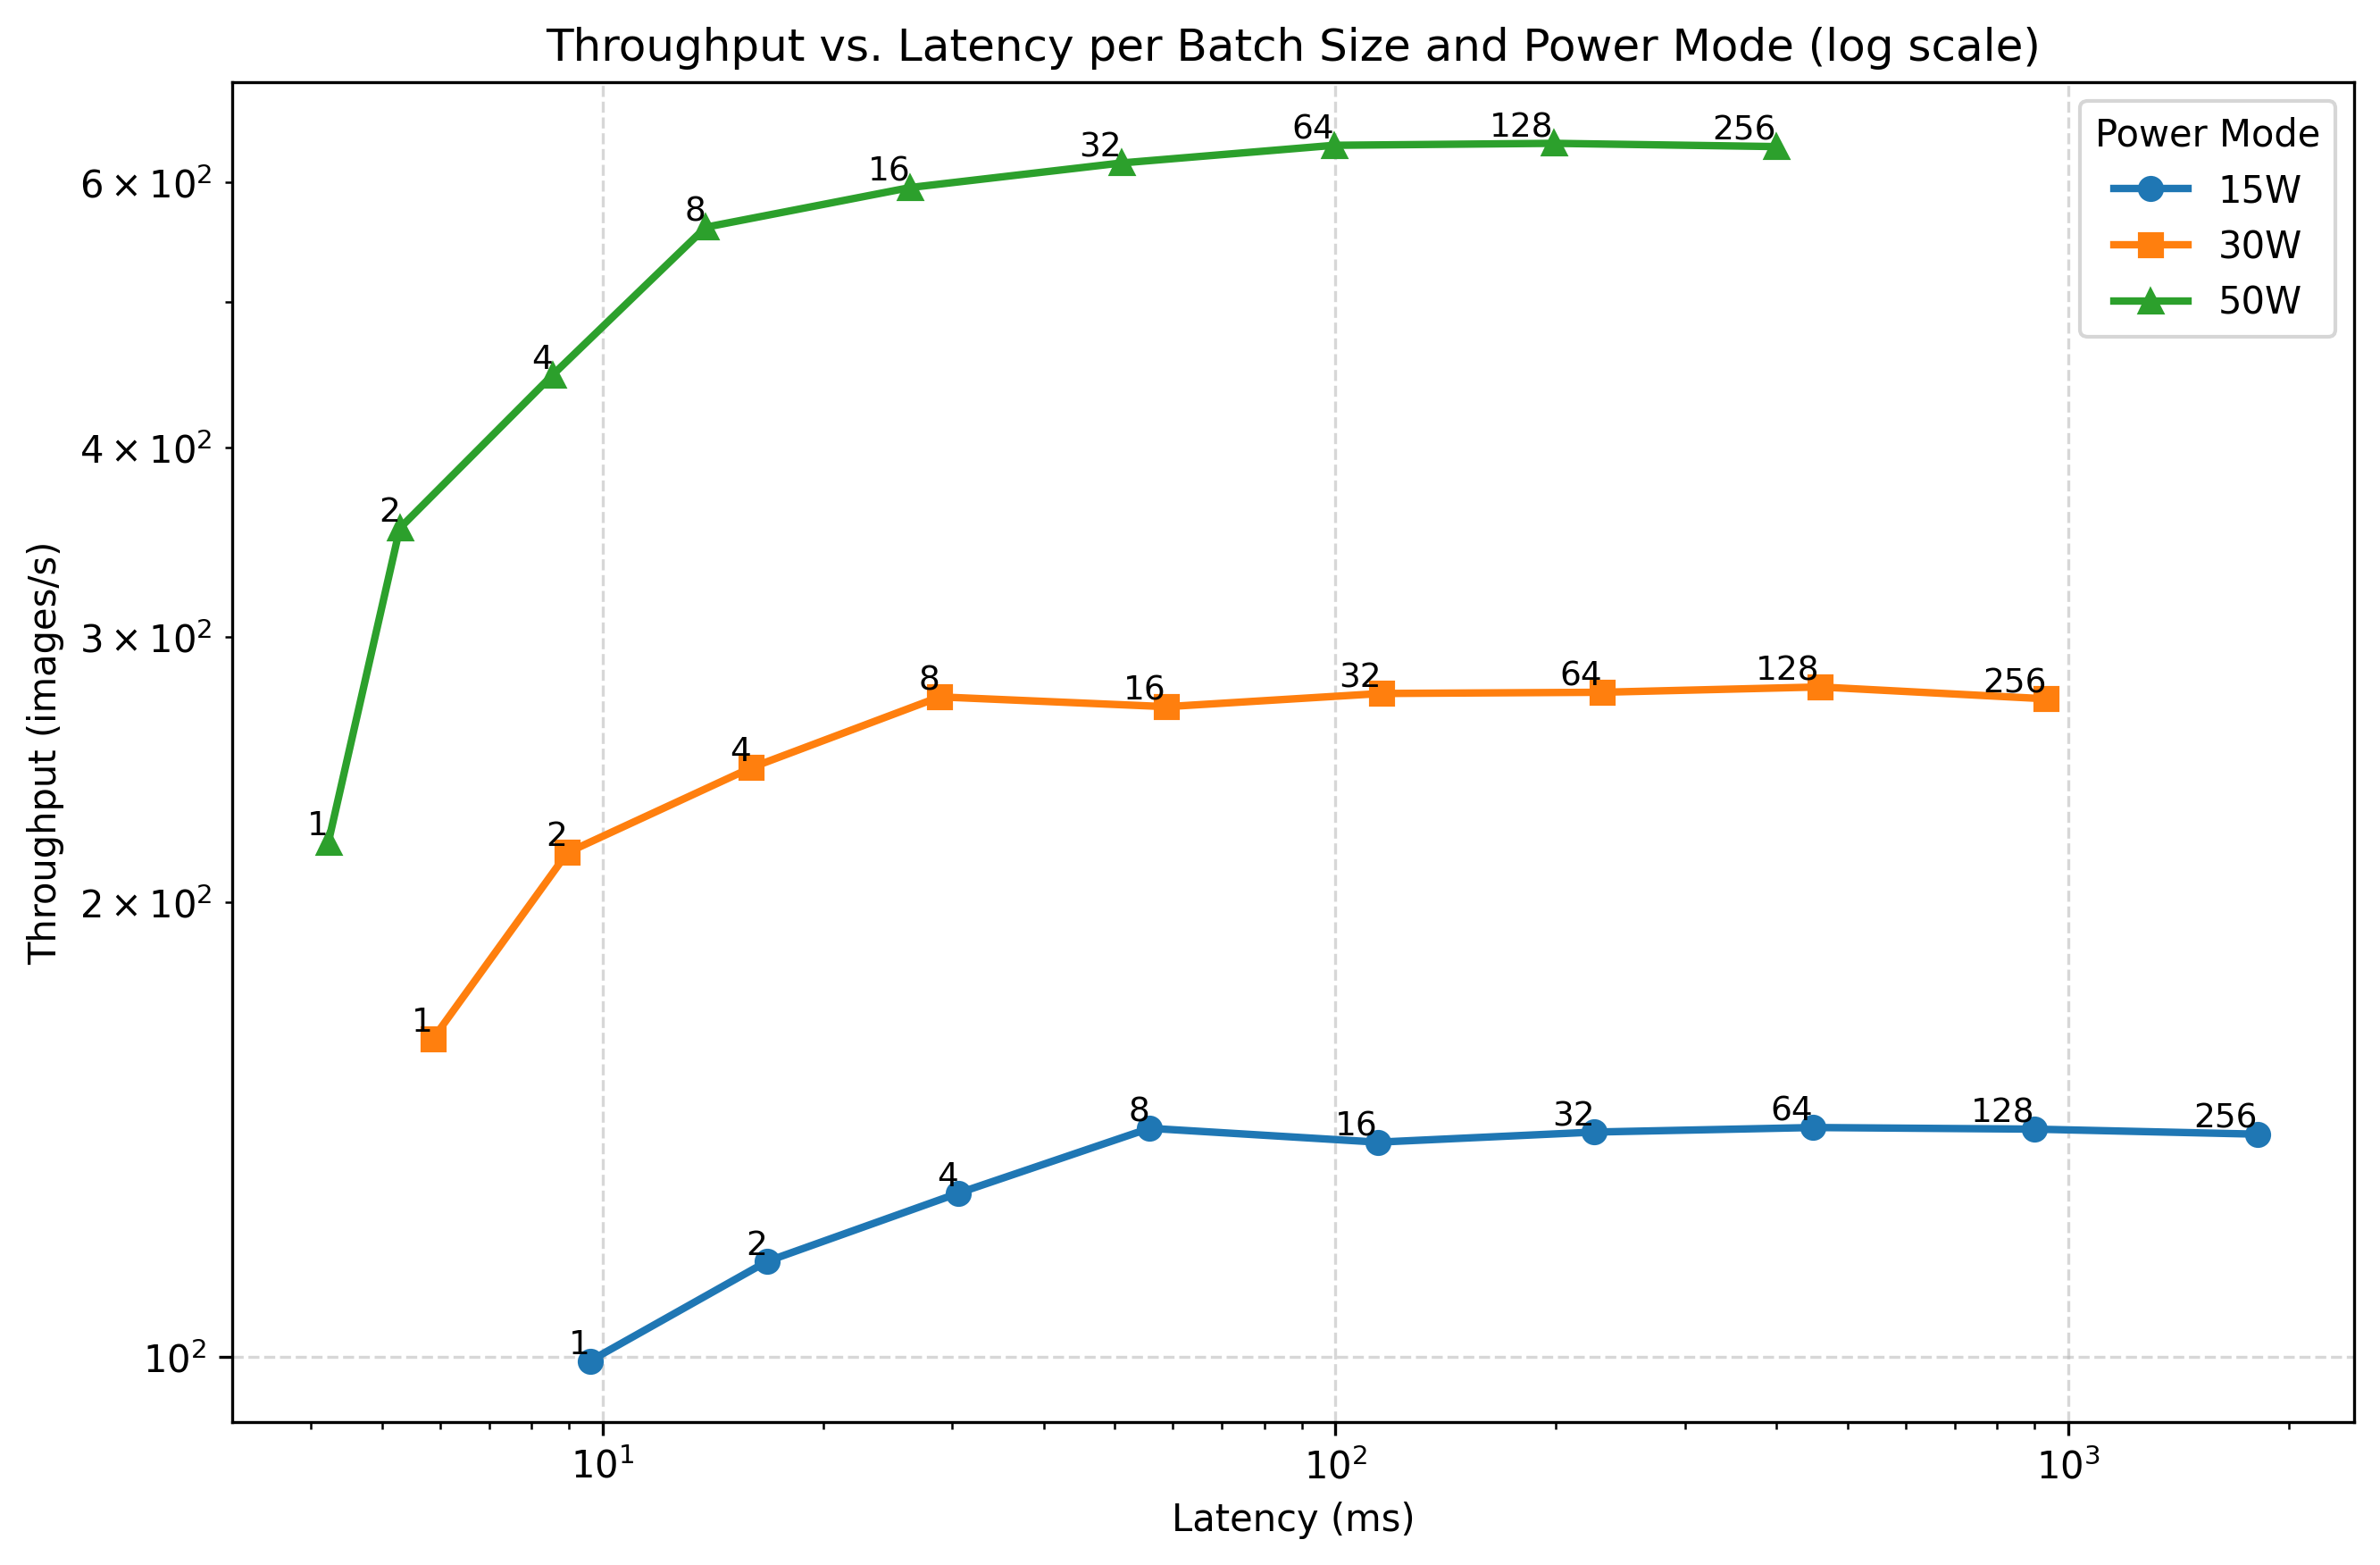 Throughput vs. Latency per Batch Size and Power Mode (log scale)
Throughput (images/s)
6 × 10²
4 × 10²
3 × 10²
2 × 10²
10²
Power Mode
15W
30W
50W
1
2
4
8
16
32
64
128
256
1
2
4
8
16
32
64
128
256
1
2
4
8
16
32
64
128
256
10¹
10²
10³
Latency (ms)